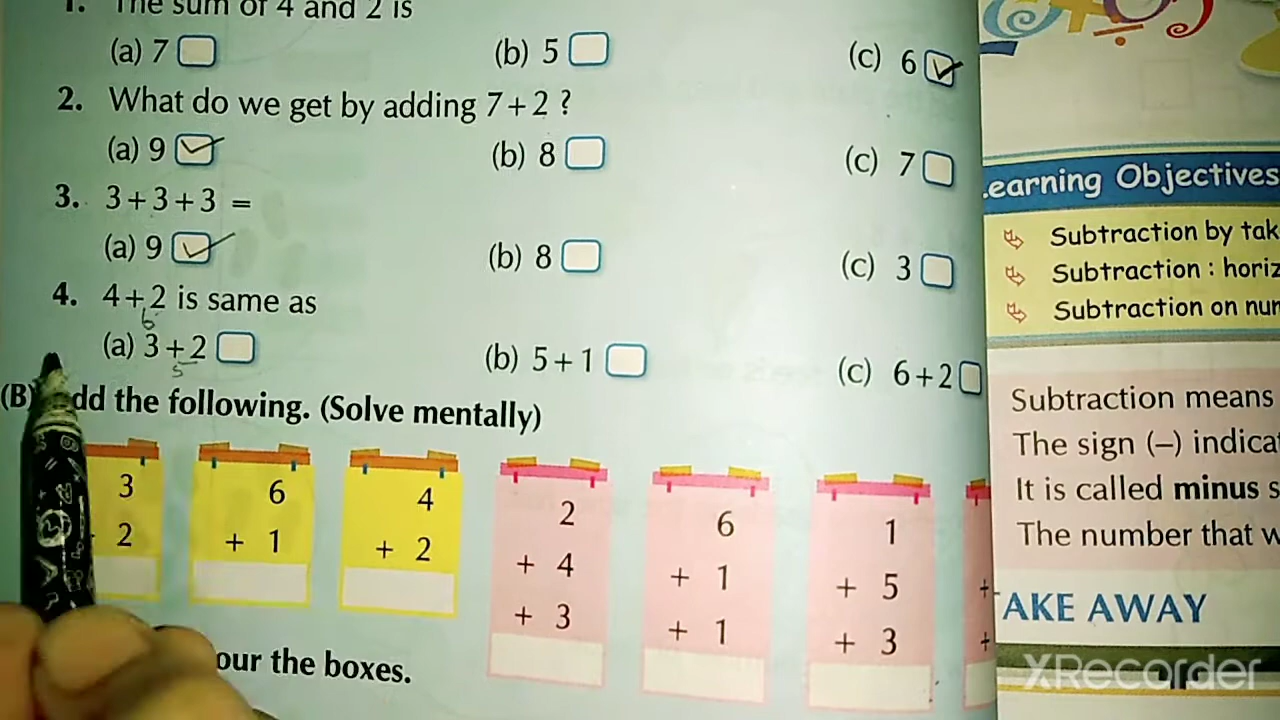 1. The sum of 4 and 2 is
(a) 7 (b) 5 (c) 6
2. What do we get by adding 7+2 ?
(a) 9 (b) 8 (c) 7
3. 3+3+3 =
(a) 9 (b) 8 (c) 3
4. 4+2 is same as
6
(a) 3+2 (b) 5+1 (c) 6+2
5
(B) dd the following. (Solve mentally)
3 6 4 2 6 1
2 + 1 + 2 + 4 + 1 + 5 +
+ 3 + 1 + 3 +
our the boxes.
Learning Objectives
Subtraction by tak
Subtraction : horiz
Subtraction on nur
Subtraction means
The sign (–) indica
It is called minus s
The number that w
TAKE AWAY
XRecorder